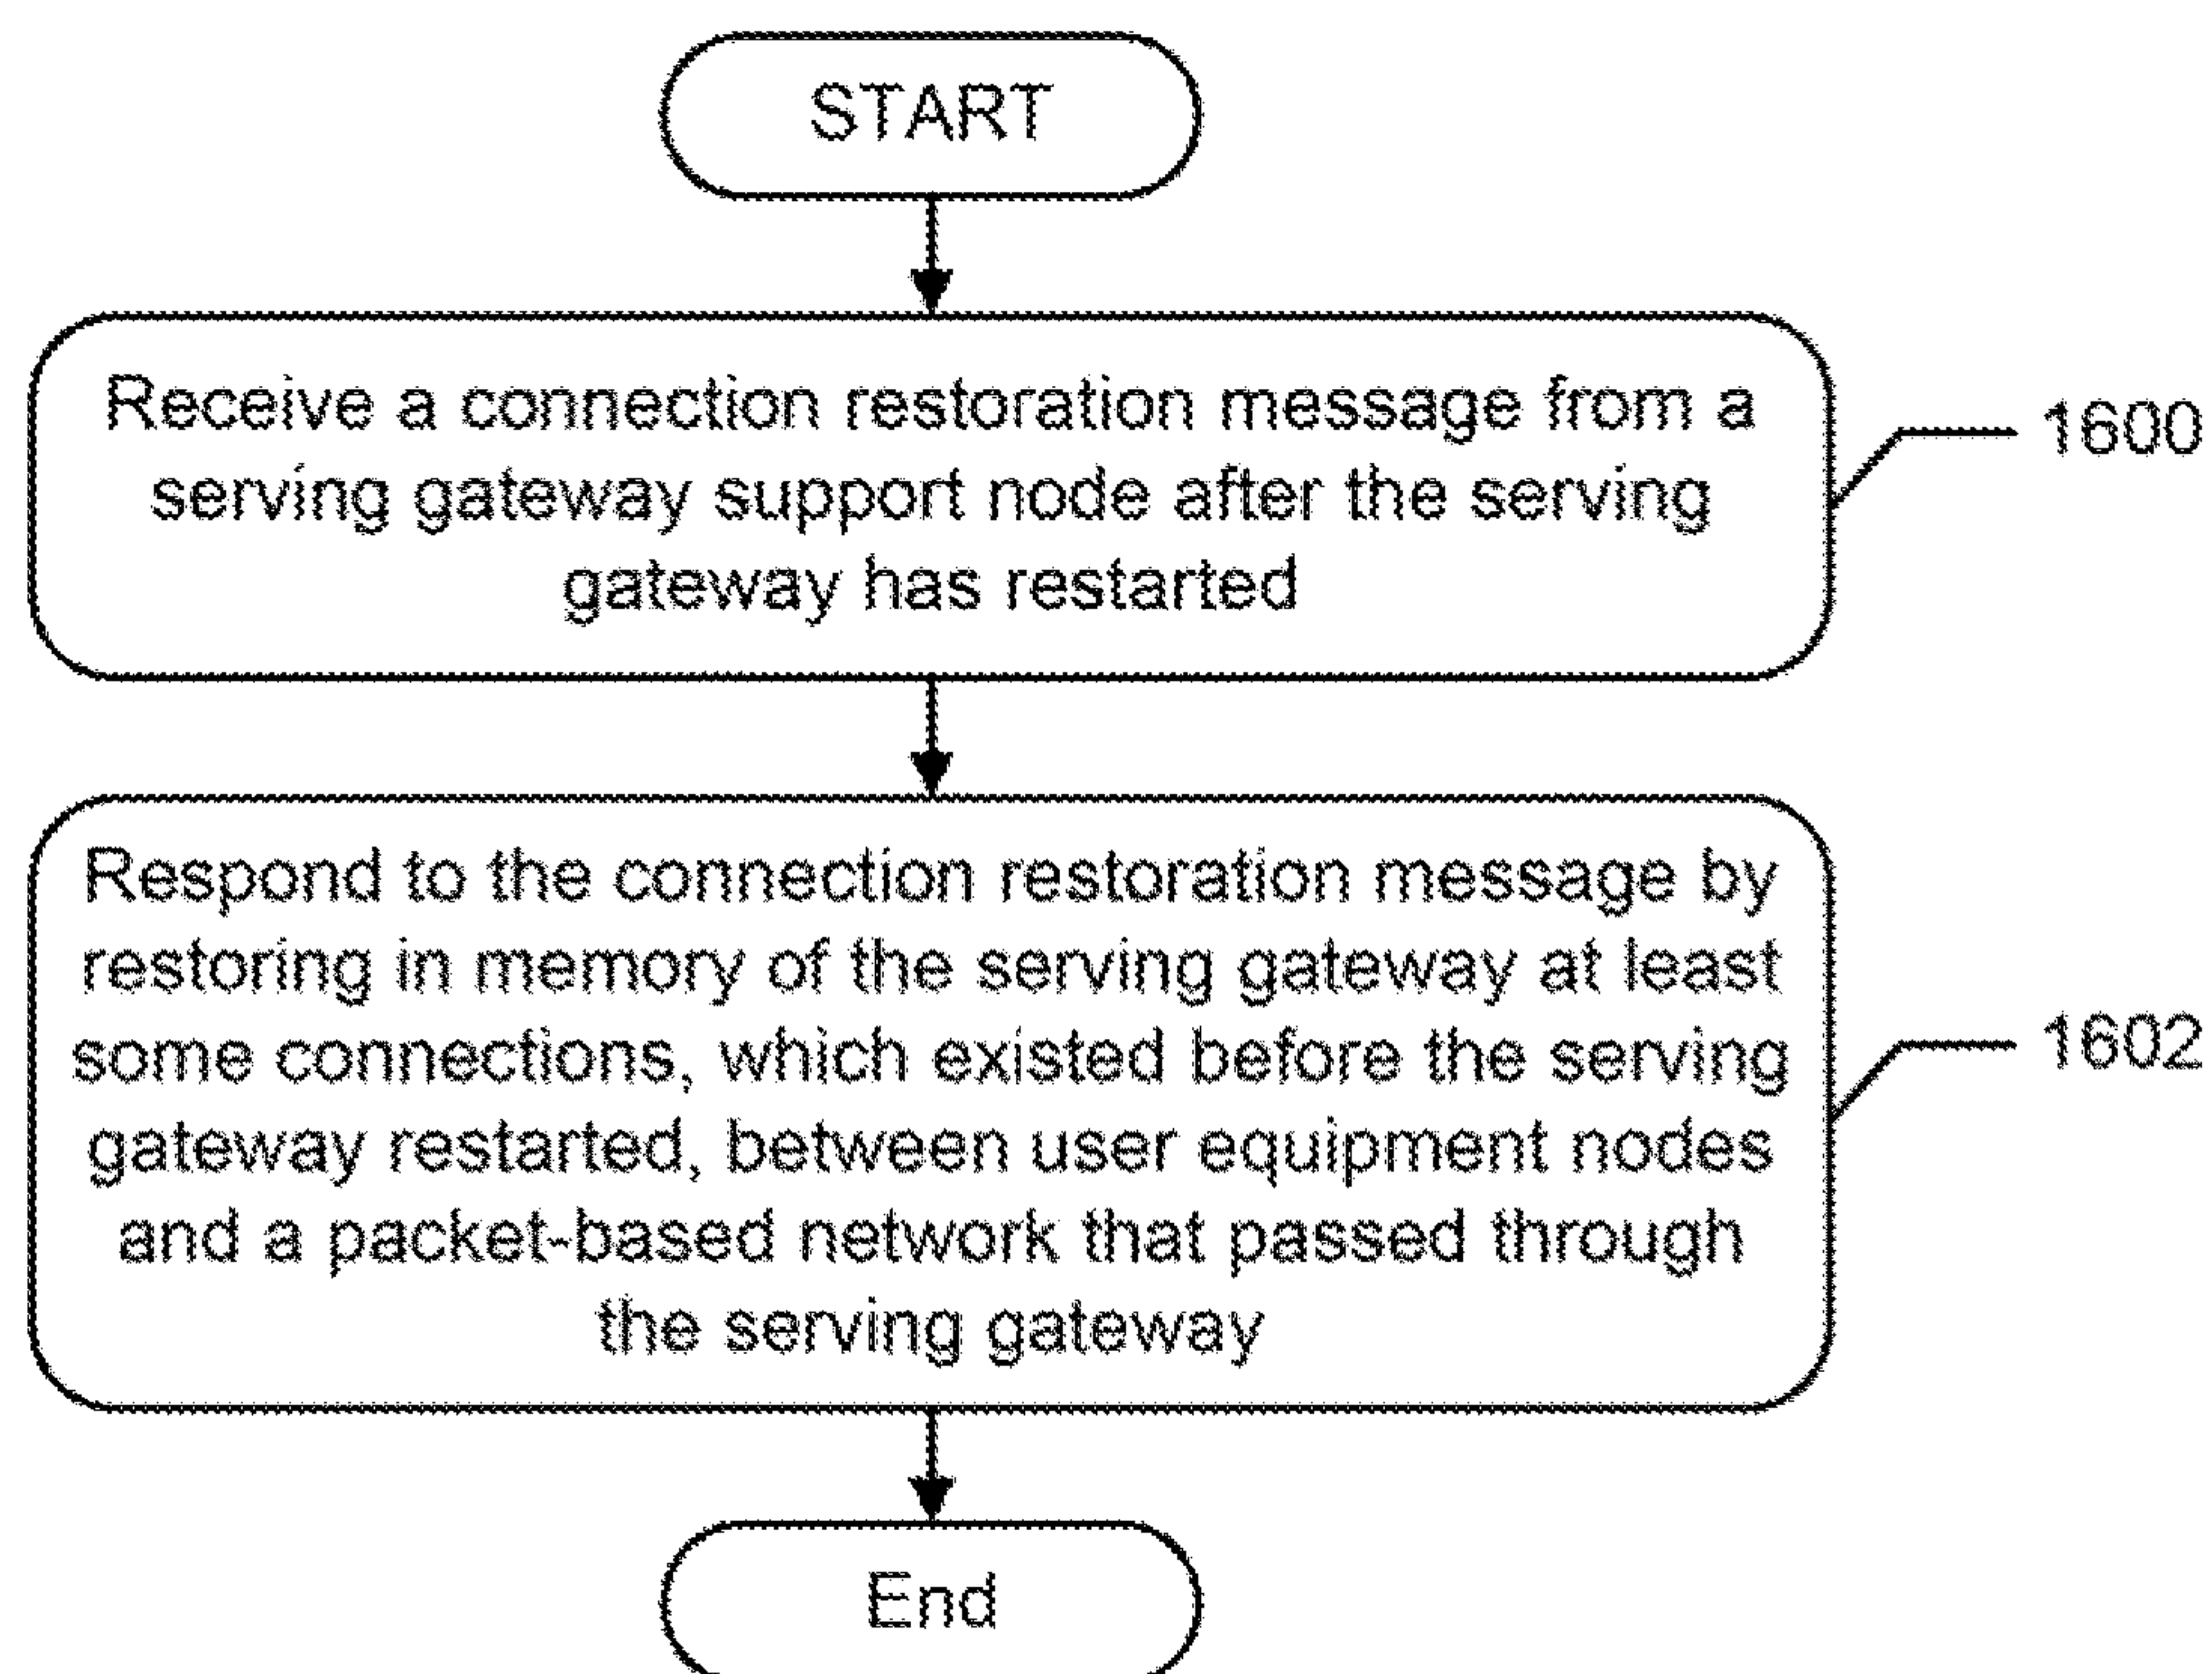 START
Receive a connection restoration message from a
serving gateway support node after the serving
gateway has restarted
1600
Respond to the connection restoration message by
restoring in memory of the serving gateway at least
some connections, which existed before the serving
gateway restarted, between user equipment nodes
and a packet-based network that passed through
the serving gateway
1602
End